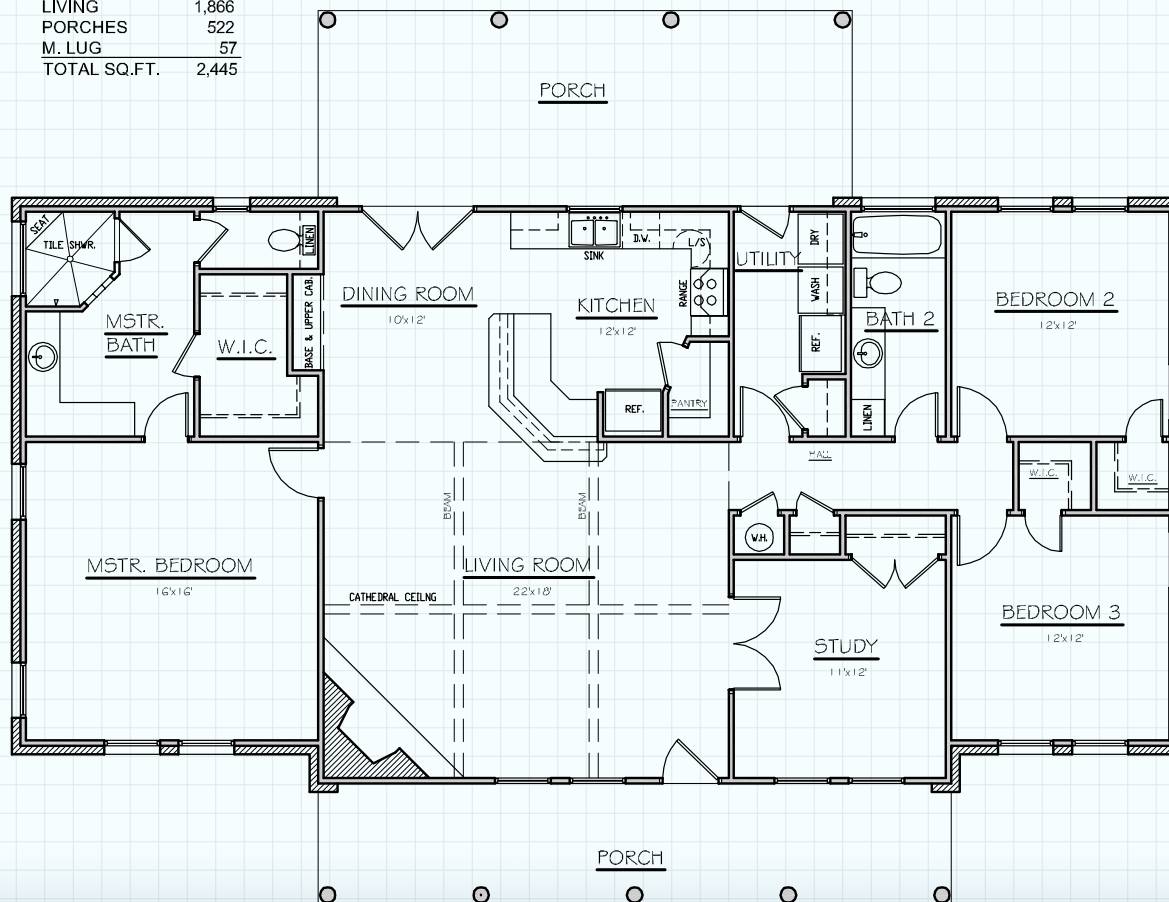 LIVING 1,866
PORCHES 522
M. LUG 57
TOTAL SQ.FT. 2,445
PORCH
SEAT
TILE SHWR.
LINEN
MSTR.
BATH
W.I.C.
BASE & UPPER CAB.
DINING ROOM
10'x12'
SINK
D.W.
L/S
RANGE
KITCHEN
12'x12'
REF.
PANTRY
UTILITY
DRY
WASH
REF.
BATH 2
LINEN
BEDROOM 2
12'x12'
HALL
W.I.C.
W.I.C.
BEAM
BEAM
W.H.
MSTR. BEDROOM
16'x16'
LIVING ROOM
22'x18'
CATHEDRAL CEILNG
STUDY
11'x12'
BEDROOM 3
12'x12'
PORCH